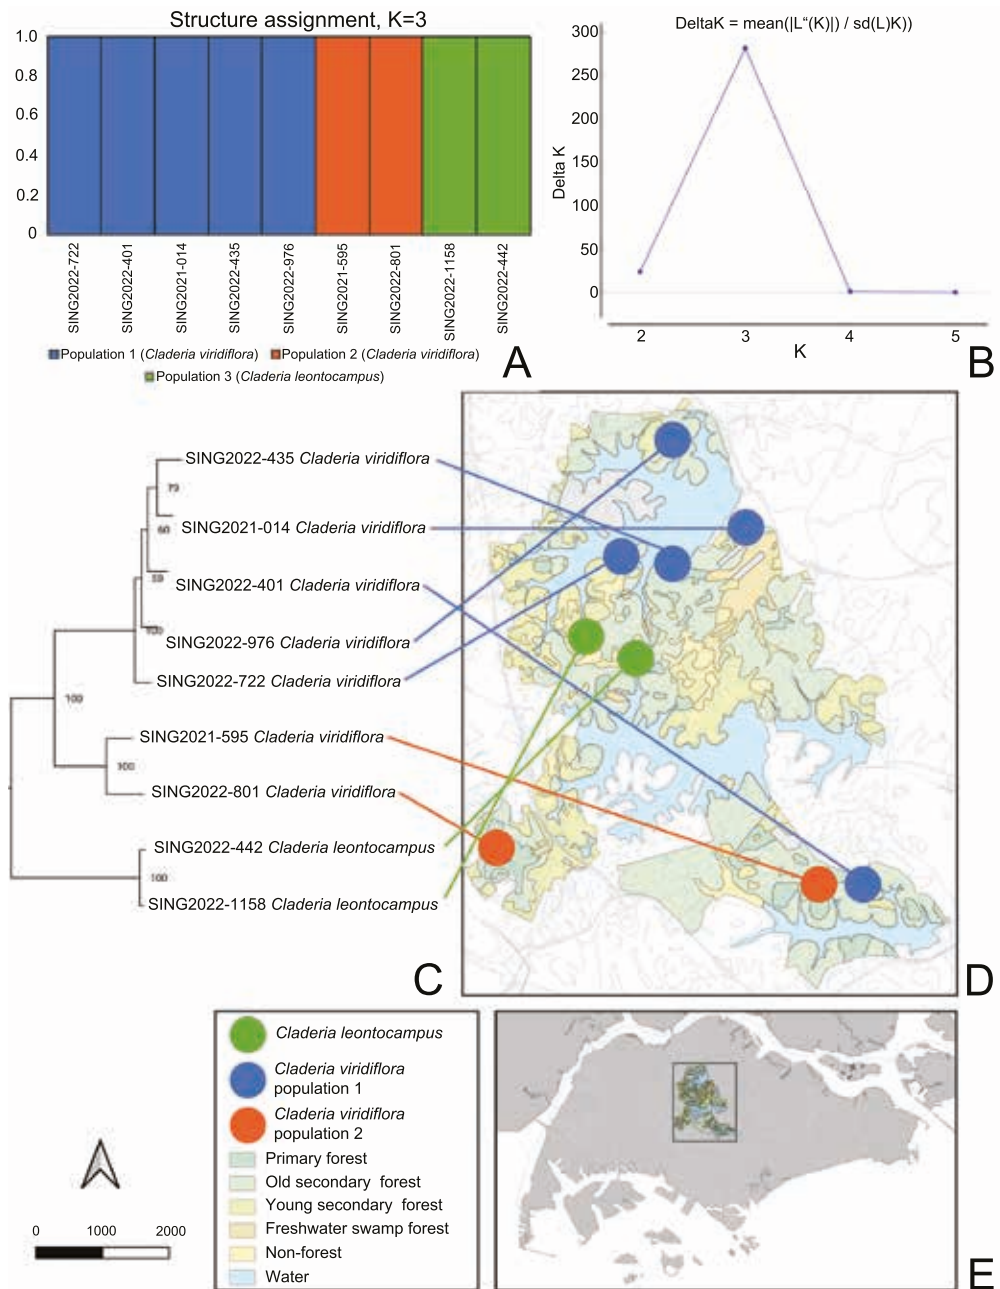 Structure assignment, K=3
1.0
0.8
0.6
0.4
0.2
0
SING2022-722
SING2022-401
SING2021-014
SING2022-435
SING2022-976
SING2021-595
SING2022-801
SING2022-1158
SING2022-442
Population 1 (Claderia viridiflora)
Population 2 (Claderia viridiflora)
Population 3 (Claderia leontocampus)
A
DeltaK = mean(|L“(K)|) / sd(L)K))
300
250
200
150
100
50
0
Delta K
2
3
4
5
K
B
SING2022-435 Claderia viridiflora
SING2021-014 Claderia viridiflora
SING2022-401 Claderia viridiflora
SING2022-976 Claderia viridiflora
SING2022-722 Claderia viridiflora
SING2021-595 Claderia viridiflora
SING2022-801 Claderia viridiflora
SING2022-442 Claderia leontocampus
SING2022-1158 Claderia leontocampus
60
100
100
100
100
C
D
Claderia leontocampus
Claderia viridiflora
population 1
Claderia viridiflora
population 2
Primary forest
Old secondary forest
Young secondary forest
Freshwater swamp forest
Non-forest
Water
0
1000
2000
E